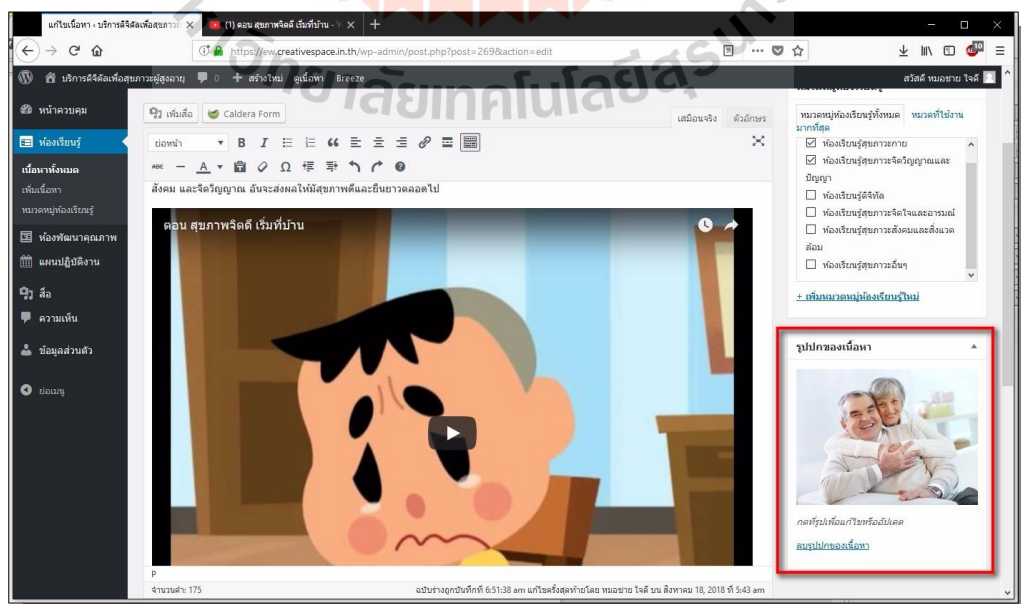 แก้ไขเนื้อหา ‹ บริการดิจิตัลเพื่อสุขภาวะ
(1) ตอน สุขภาพจิตดี เริ่มที่บ้าน - Y
https://ew.creativespace.in.th/wp-admin/post.php?post=269&action=edit
บริการดิจิตัลเพื่อสุขภาวะผู้สูงอายุ 0 + สร้างใหม่ ดูเนื้อหา Breeze
สวัสดี หมอชาย ใจดี
วิทยาลัยเทคโนโลยีสุร
หน้าควบคุม
ห้องเรียนรู้
เนื้อหาทั้งหมด
เพิ่มเนื้อหา
หมวดหมู่ห้องเรียนรู้
ห้องพัฒนาคุณภาพ
แผนปฏิบัติงาน
สื่อ
ความเห็น
ข้อมูลส่วนตัว
ย่อเมนู
เพิ่มสื่อ Caldera Form
เสมือนจริง ตัวอักษร
ย่อหน้า
สังคม และจิตวิญญาณ อันจะส่งผลให้มีสุขภาพดีและยืนยาวตลอดไป
ตอน สุขภาพจิตดี เริ่มที่บ้าน
P
จำนวนคำ: 175
ฉบับร่างถูกบันทึกที่ 6:51:38 am แก้ไขครั้งสุดท้ายโดย หมอชาย ใจดี บน สิงหาคม 18, 2018 ที่ 5:43 am
หมวดหมู่ห้องเรียนรู้ทั้งหมด หมวดที่ใช้งาน
มากที่สุด
ห้องเรียนรู้สุขภาวะกาย
ห้องเรียนรู้สุขภาวะจิตวิญญาณและ
ปัญญา
ห้องเรียนรู้ดิจิทัล
ห้องเรียนรู้สุขภาวะจิตใจและอารมณ์
ห้องเรียนรู้สุขภาวะสังคมและสิ่งแวด
ล้อม
ห้องเรียนรู้สุขภาวะอื่นๆ
+ เพิ่มหมวดหมู่ห้องเรียนรู้ใหม่
รูปปกของเนื้อหา
กดที่รูปเพื่อแก้ไขหรืออัปเดต
ลบรูปปกของเนื้อหา